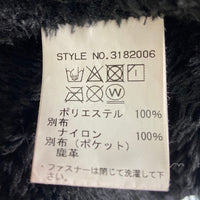 STYLE NO.3182006
ポリエステル 100%
別布
ナイロン 100%
別布(ポケット)
鹿革
・ファスナーは閉じて洗濯して下さい。